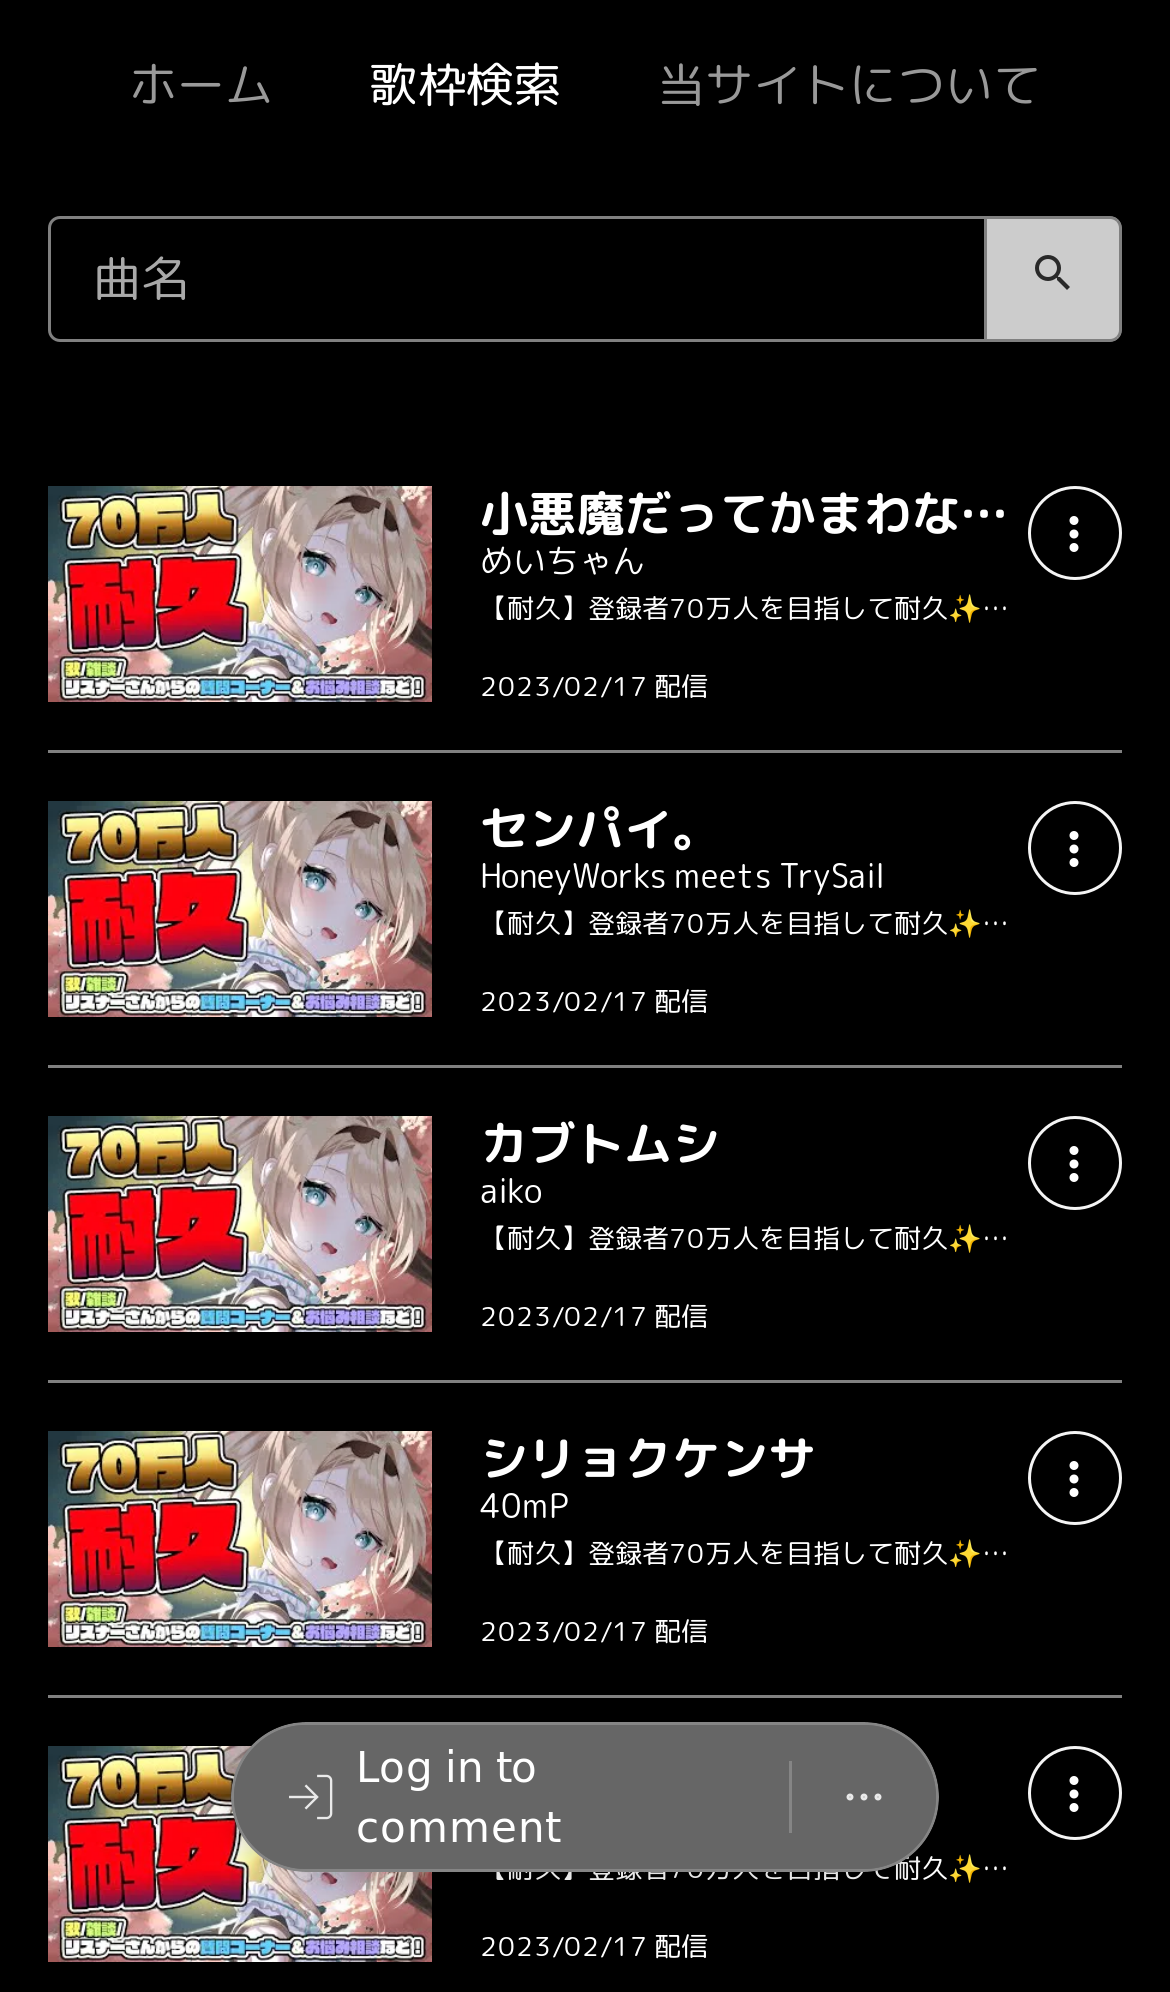 ホーム 歌枠検索 当サイトについて
曲名
70万人
耐久
歌/雑談/
リスナーさんからの質問コーナー&お悩み相談など!
小悪魔だってかまわな…
めいちゃん
【耐久】登録者70万人を目指して耐久✨…
2023/02/17 配信
70万人
耐久
歌/雑談/
リスナーさんからの質問コーナー&お悩み相談など!
センパイ。
HoneyWorks meets TrySail
【耐久】登録者70万人を目指して耐久✨…
2023/02/17 配信
70万人
耐久
歌/雑談/
リスナーさんからの質問コーナー&お悩み相談など!
カブトムシ
aiko
【耐久】登録者70万人を目指して耐久✨…
2023/02/17 配信
70万人
耐久
歌/雑談/
リスナーさんからの質問コーナー&お悩み相談など!
シリョクケンサ
40mP
【耐久】登録者70万人を目指して耐久✨…
2023/02/17 配信
70万人
耐久
歌/雑談/
リスナーさんからの質問コーナー&お悩み相談など!
Log in to
comment
【耐久】登録者70万人を目指して耐久✨…
2023/02/17 配信